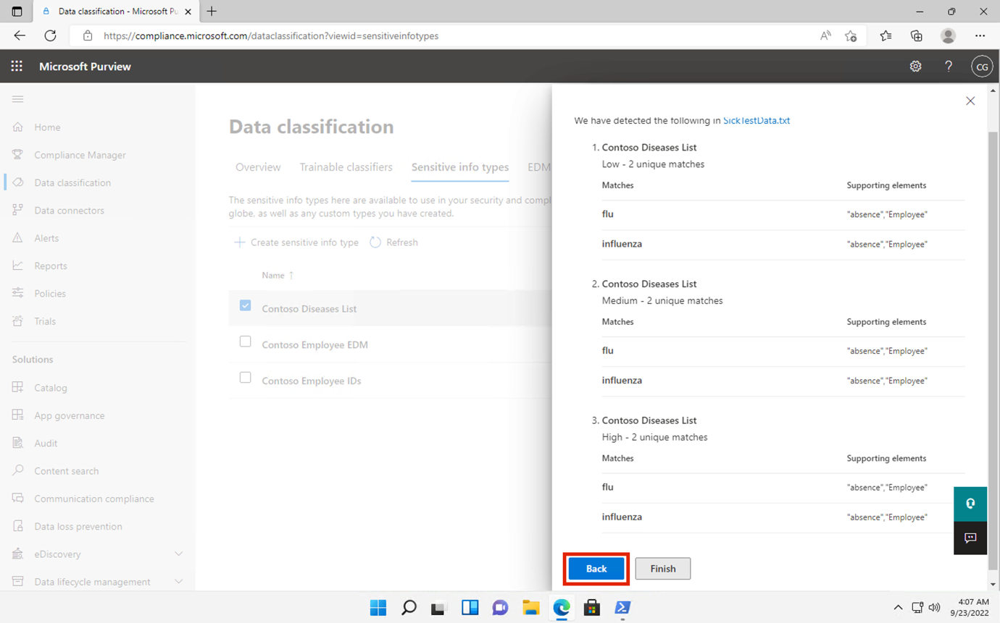 Data classification - Microsoft Pu
https://compliance.microsoft.com/dataclassification?viewid=sensitiveinfotypes
Microsoft Purview
CG
Home
Compliance Manager
Data classification
Data connectors
Alerts
Reports
Policies
Trials
Solutions
Catalog
App governance
Audit
Content search
Communication compliance
Data loss prevention
eDiscovery
Data lifecycle management
Data classification
Overview Trainable classifiers Sensitive info types EDM
The sensitive info types here are available to use in your security and compl
globe, as well as any custom types you have created.
Create sensitive info type Refresh
Name ↑
Contoso Diseases List
Contoso Employee EDM
Contoso Employee IDs
We have detected the following in SickTestData.txt
1. Contoso Diseases List
Low - 2 unique matches
Matches Supporting elements
flu "absence","Employee"
influenza "absence","Employee"
2. Contoso Diseases List
Medium - 2 unique matches
Matches Supporting elements
flu "absence","Employee"
influenza "absence","Employee"
3. Contoso Diseases List
High - 2 unique matches
Matches Supporting elements
flu "absence","Employee"
influenza "absence","Employee"
Back Finish
4:07 AM
9/23/2022